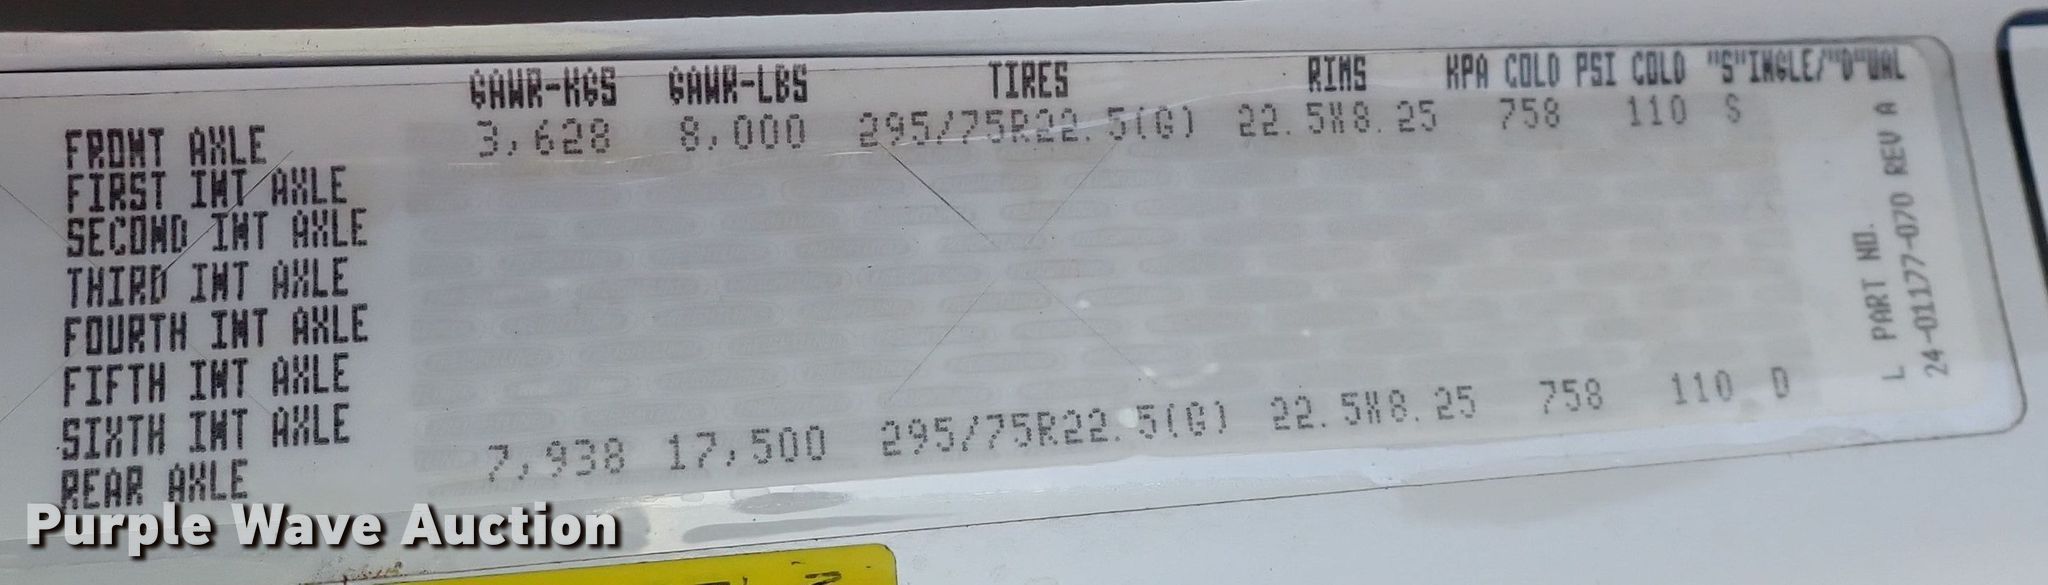 GAWR-KGS GAWR-LBS TIRES RIMS KPA COLD PSI COLD "S"INGLE/"D"UAL
FRONT AXLE 3,628 8,000 295/75R22.5(G) 22.5X8.25 758 110 S
FIRST INT AXLE
SECOND INT AXLE
THIRD INT AXLE
FOURTH INT AXLE
FIFTH INT AXLE
SIXTH INT AXLE
REAR AXLE 7,938 17,500 295/75R22.5(G) 22.5X8.25 758 110 D
L PART NO.
24-01177-070 REV A
Purple Wave Auction